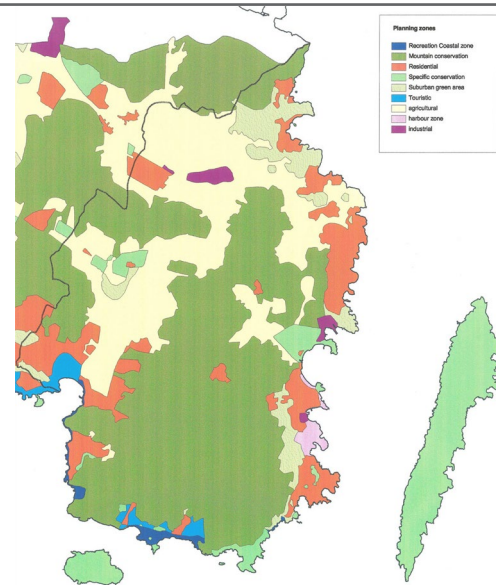 Planning zones
Recreation Coastal zone
Mountain conservation
Residential
Specific conservation
Suburban green area
Touristic
agricultural
harbour zone
industrial